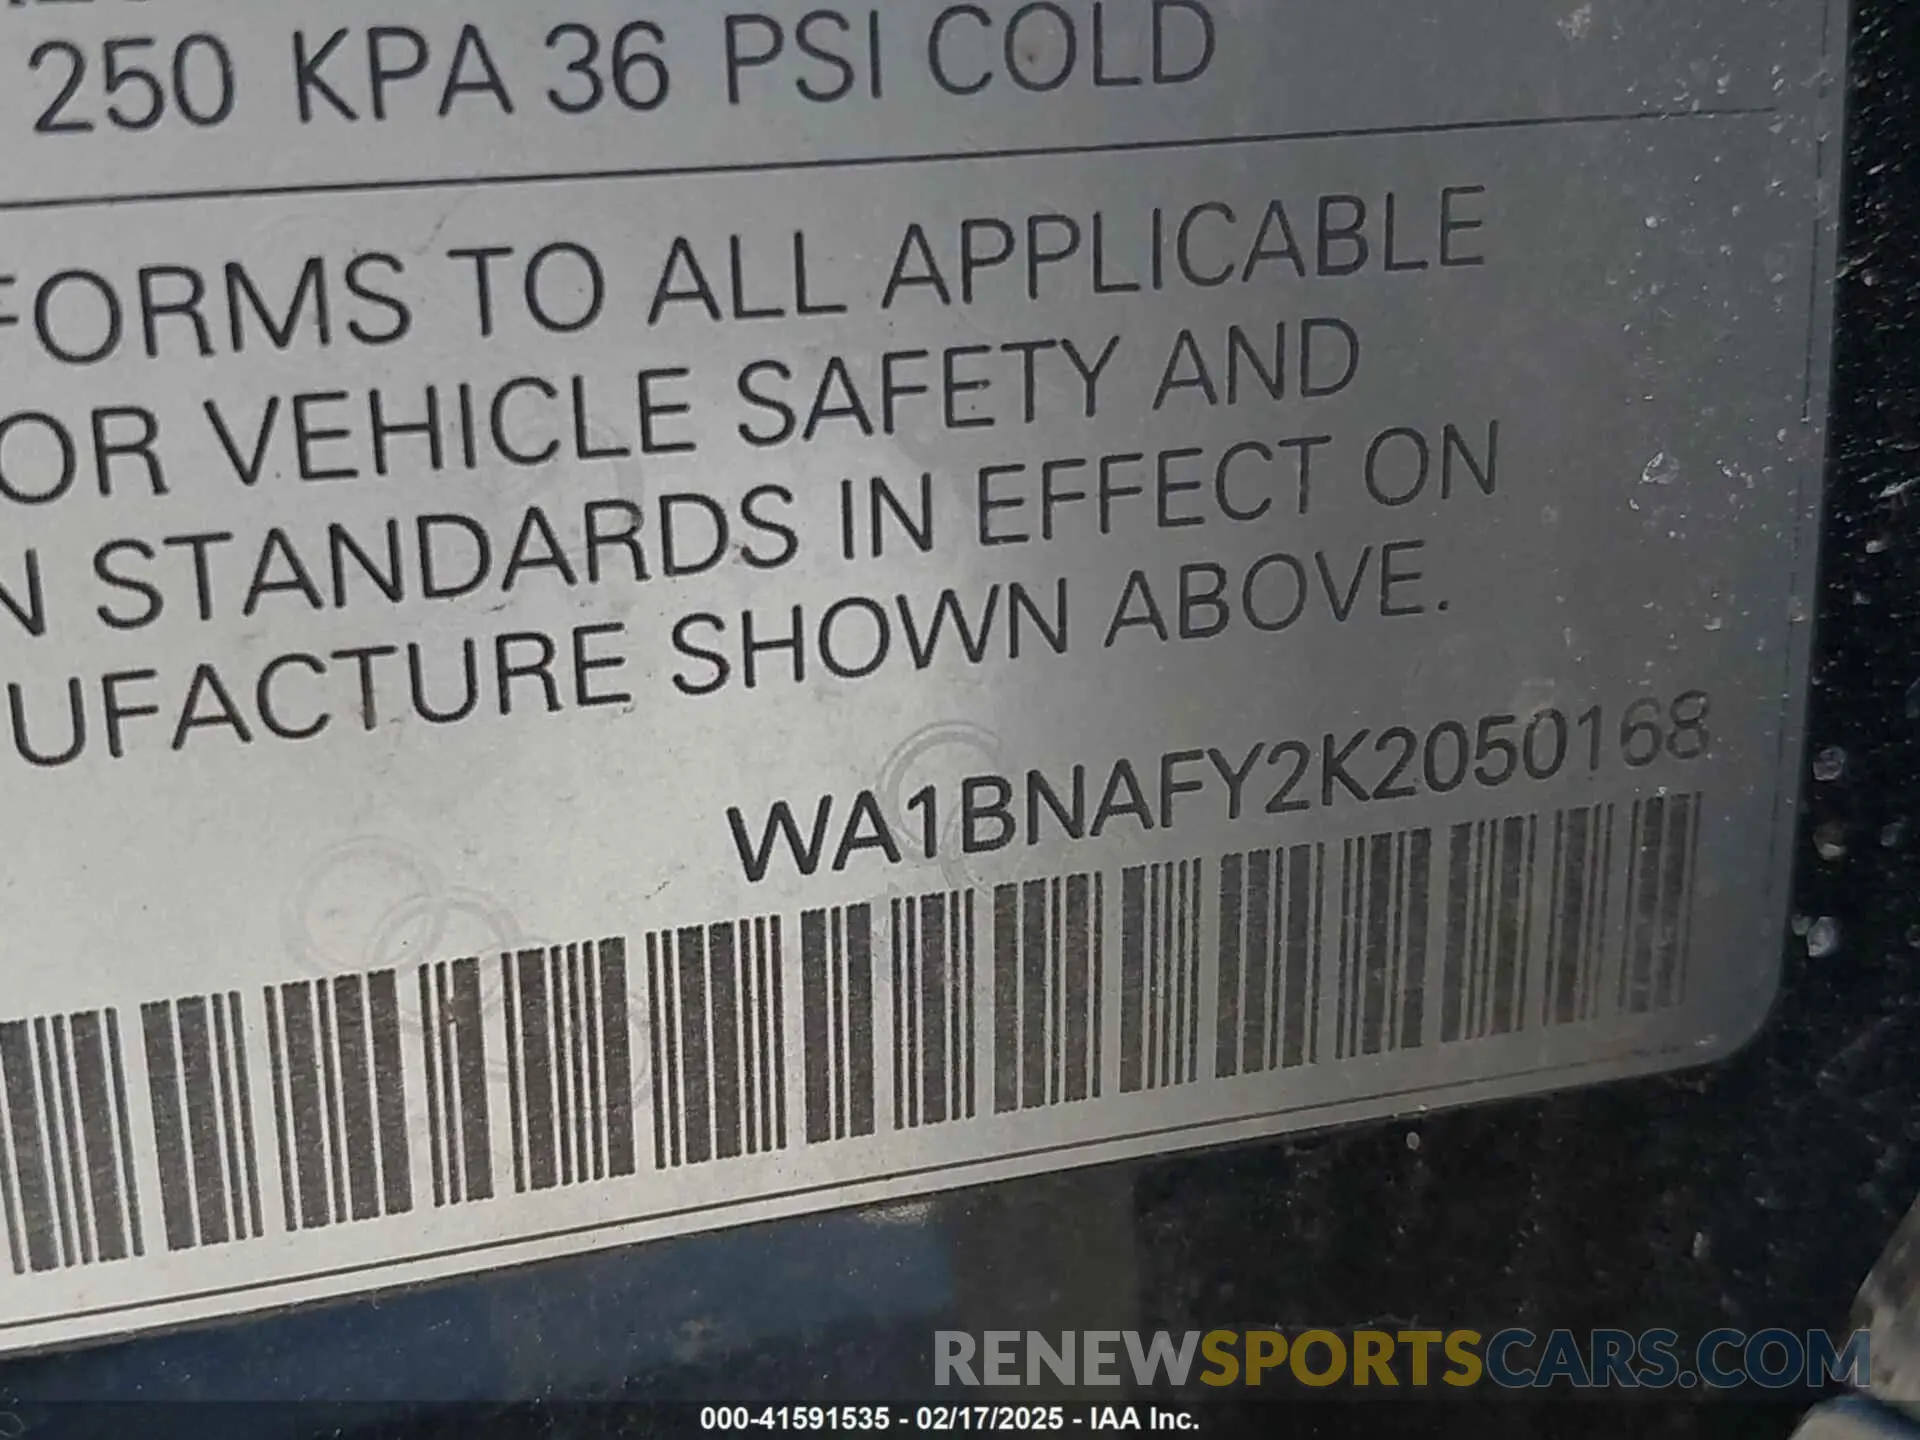 250 KPA 36 PSI COLD
FORMS TO ALL APPLICABLE
OR VEHICLE SAFETY AND
N STANDARDS IN EFFECT ON
UFACTURE SHOWN ABOVE.
WA1BNAFY2K2050168
RENEWSPORTSCARS.COM
000-41591535 - 02/17/2025 - IAA Inc.